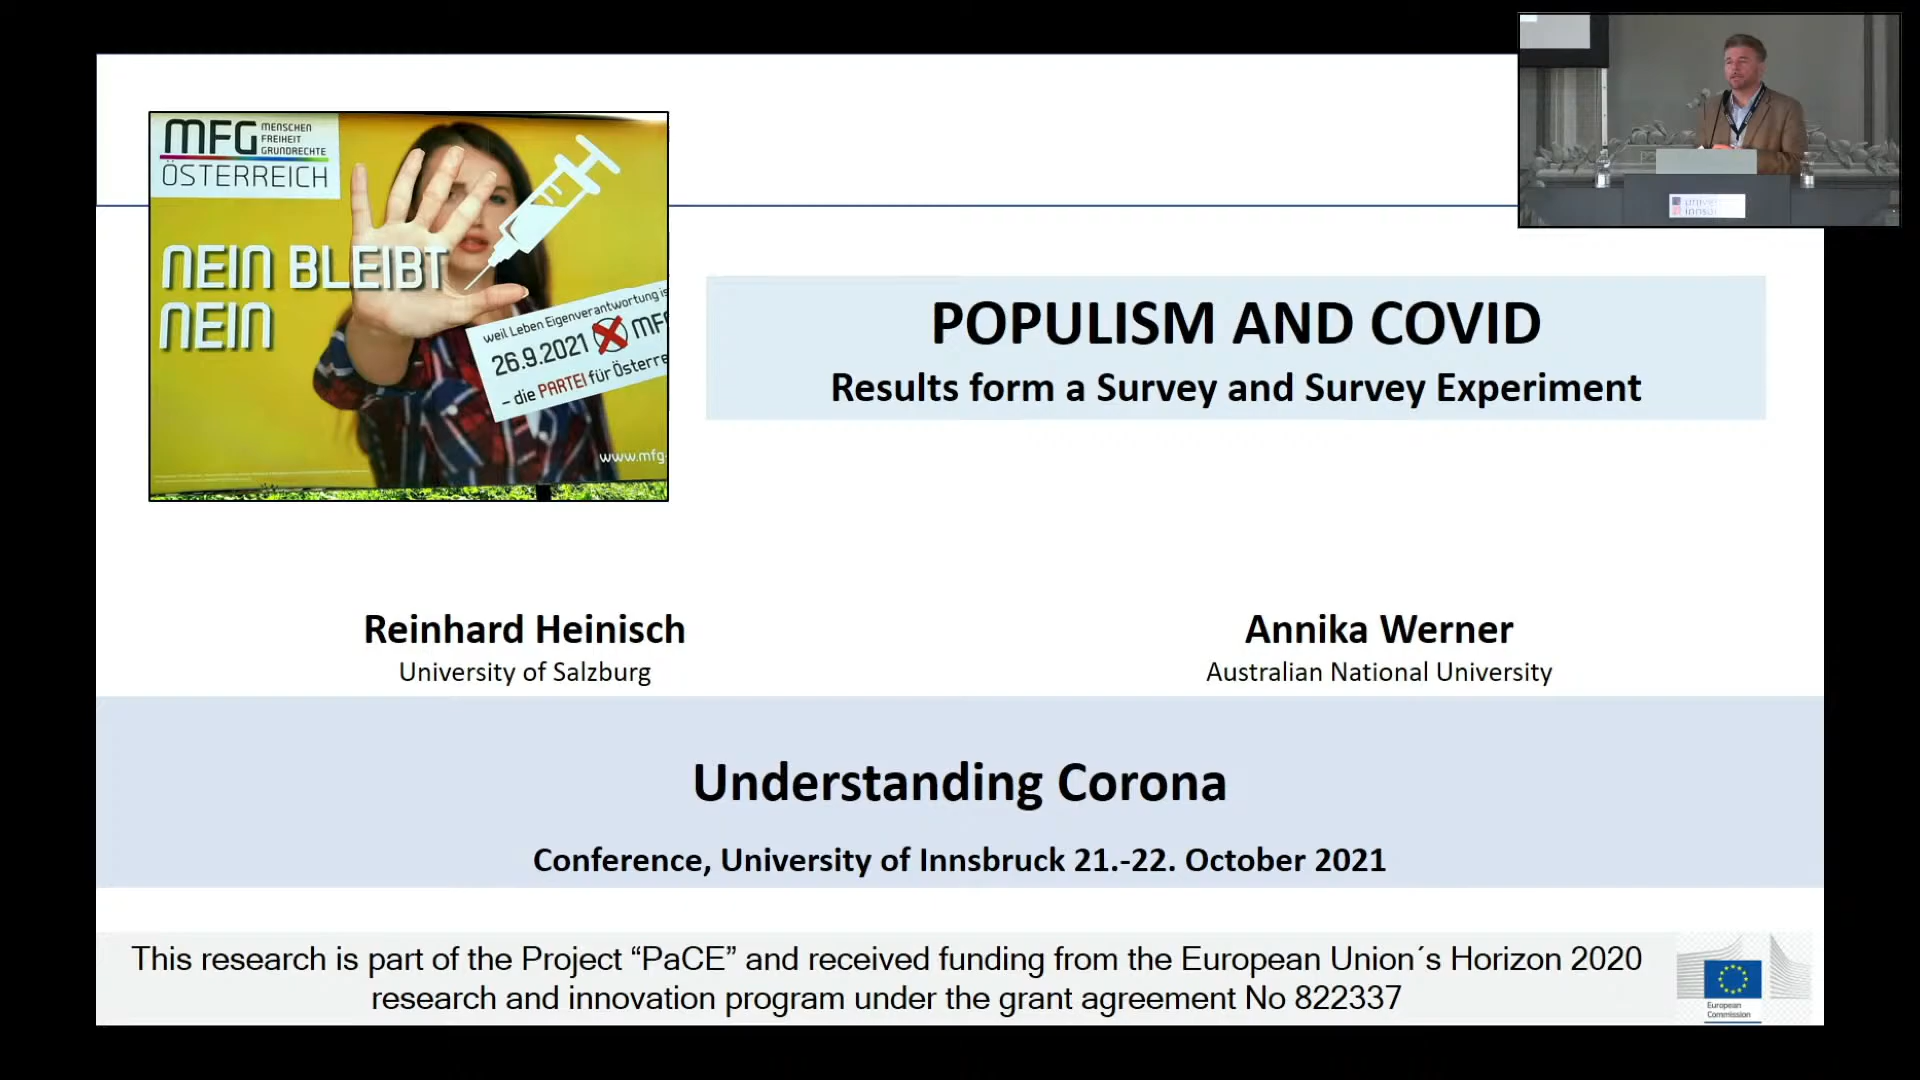 MFG MENSCHEN
FREIHEIT
GRUNDRECHTE
ÖSTERREICH
NEIN BLEIBT
NEIN
weil Leben Eigenverantwortung is
26.9.2021 MFG
– die PARTEI für Österre
www.mfg-
POPULISM AND COVID
Results form a Survey and Survey Experiment
Reinhard Heinisch
University of Salzburg
Annika Werner
Australian National University
Understanding Corona
Conference, University of Innsbruck 21.-22. October 2021
This research is part of the Project “PaCE” and received funding from the European Union´s Horizon 2020
research and innovation program under the grant agreement No 822337
European
Commission